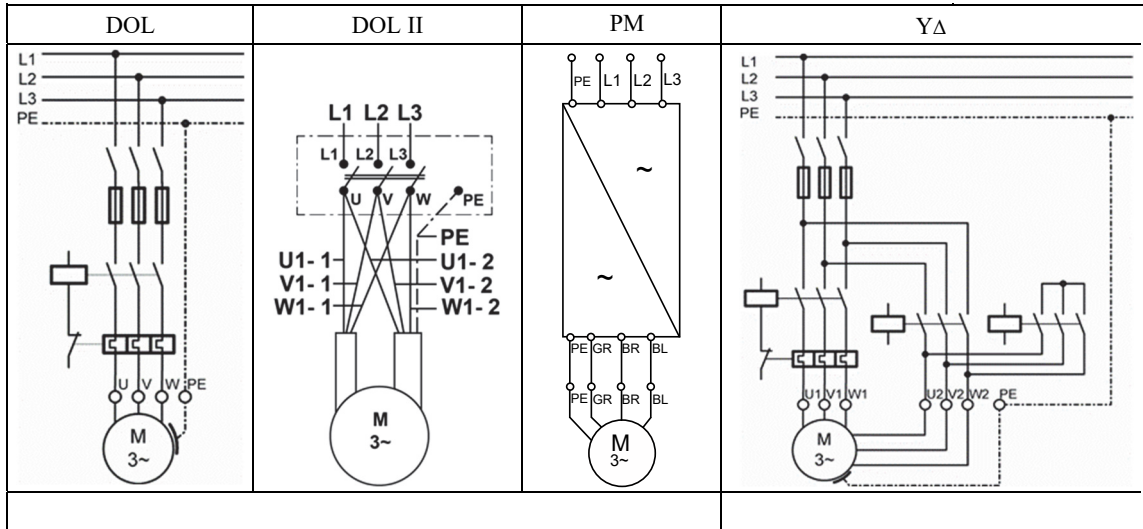 DOL
DOL II
PM
YΔ
L1
L2
L3
PE
U V W PE
M
3~
L1 L2 L3
L1 L2 L3
U V W PE
PE
U1- 1 U1- 2
V1- 1 V1- 2
W1- 1 W1- 2
M
3~
PE L1 L2 L3
~
~
PE GR BR BL
PE GR BR BL
M
3~
L1
L2
L3
PE
U1 V1 W1 U2 V2 W2 PE
M
3~